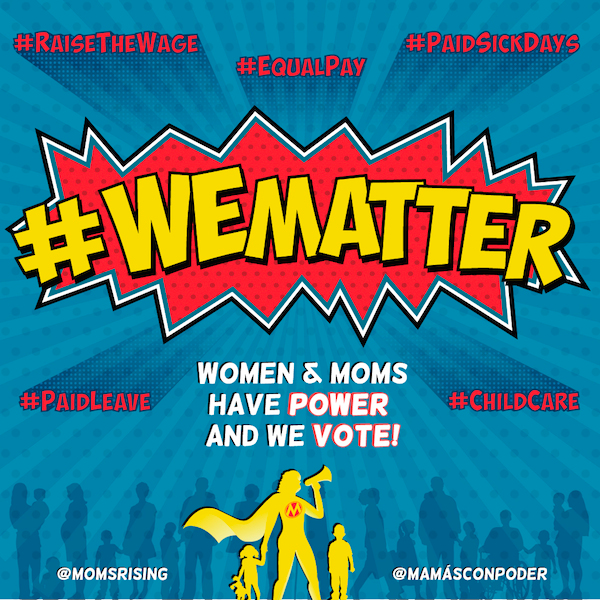 #RAISETHEWAGE
#EQUALPAY
#PAIDSICKDAYS
#WEMATTER
WOMEN & MOMS
HAVE POWER
AND WE VOTE!
#PAIDLEAVE
#CHILDCARE
M
@MOMSRISING
@MAMÁSCONPODER